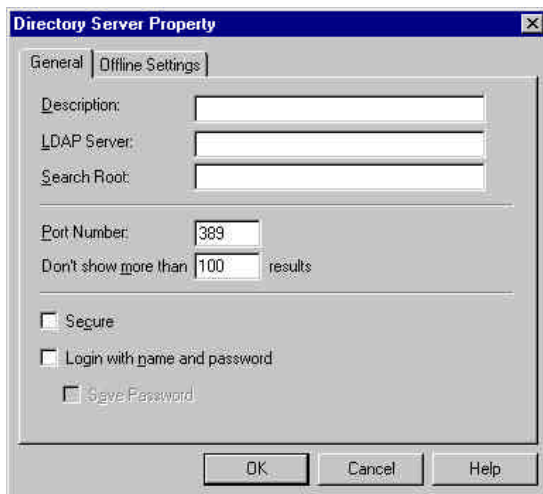 Directory Server Property
General Offline Settings
Description:
LDAP Server:
Search Root:
Port Number: 389
Don't show more than 100 results
Secure
Login with name and password
Save Password
OK Cancel Help